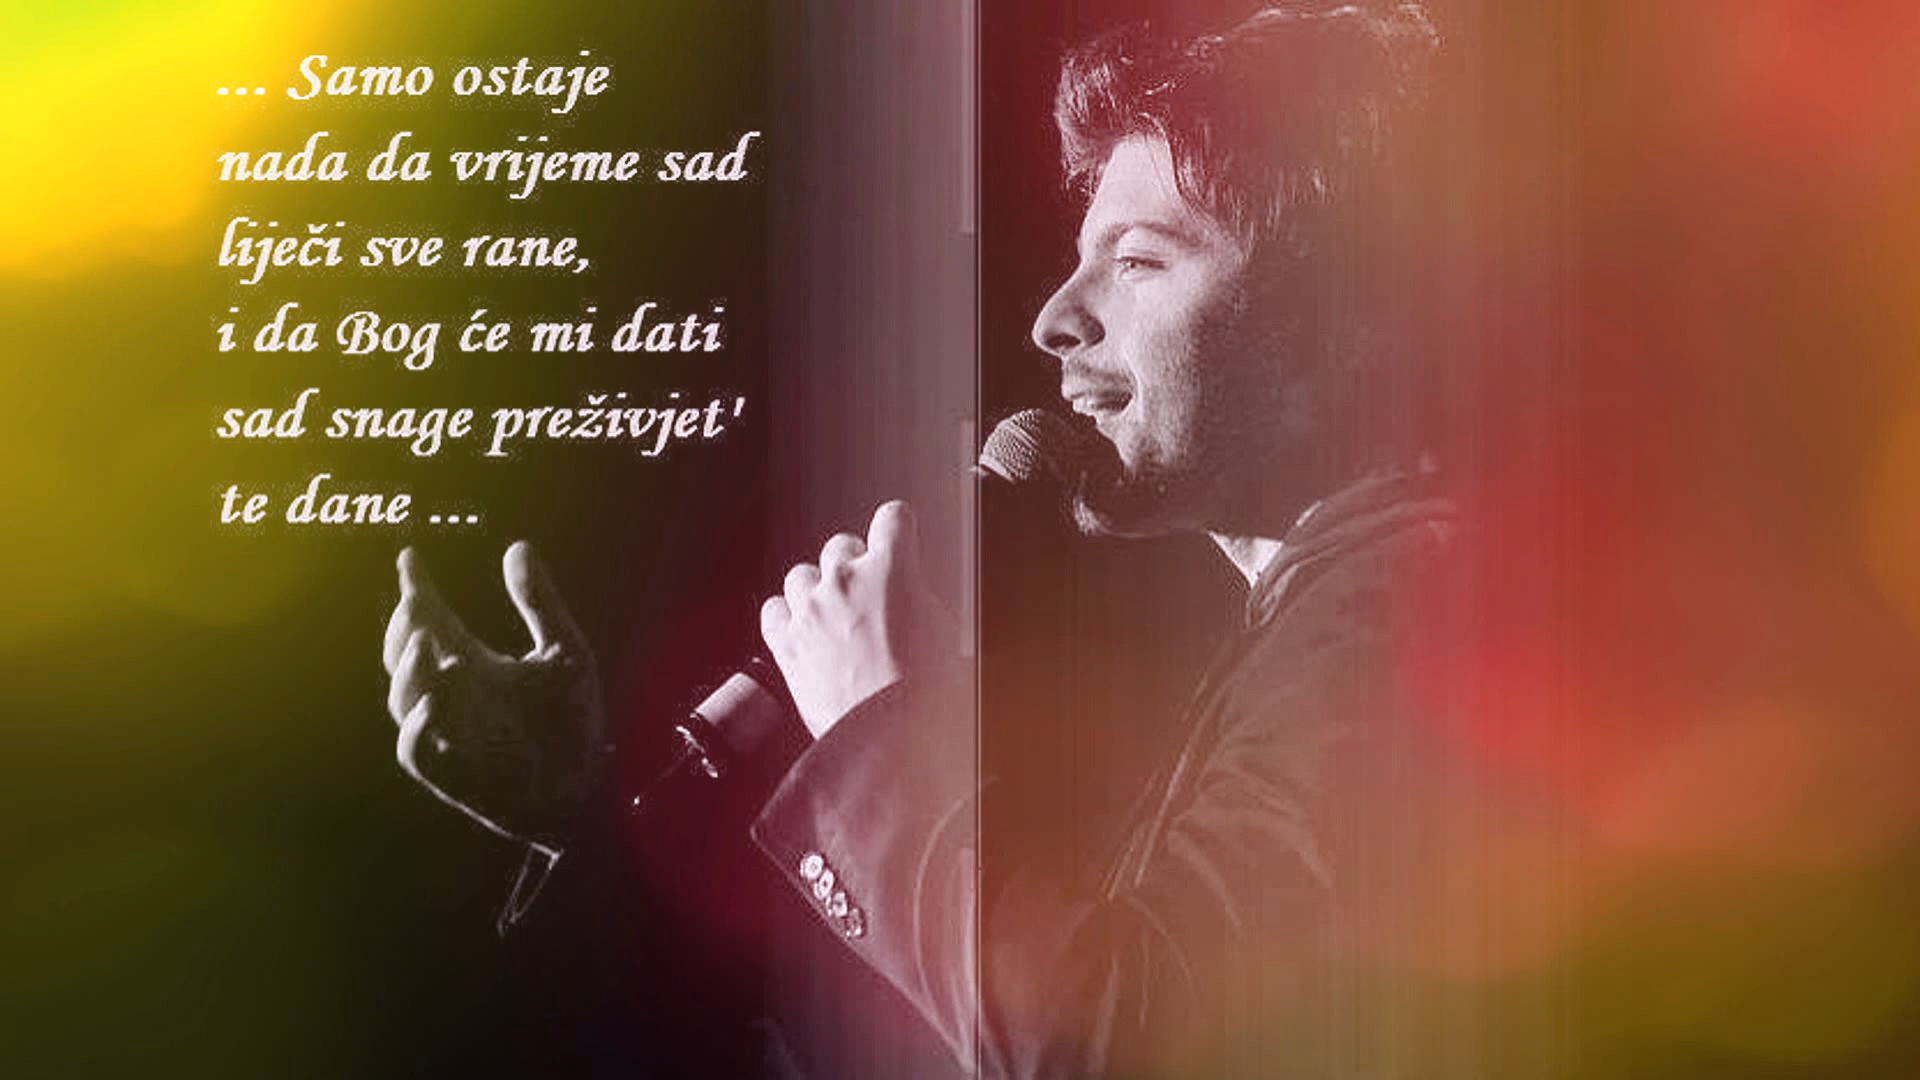 ... Samo ostaje
nada da vrijeme sad
liječi sve rane,
i da Bog će mi dati
sad snage preživjet'
te dane ...